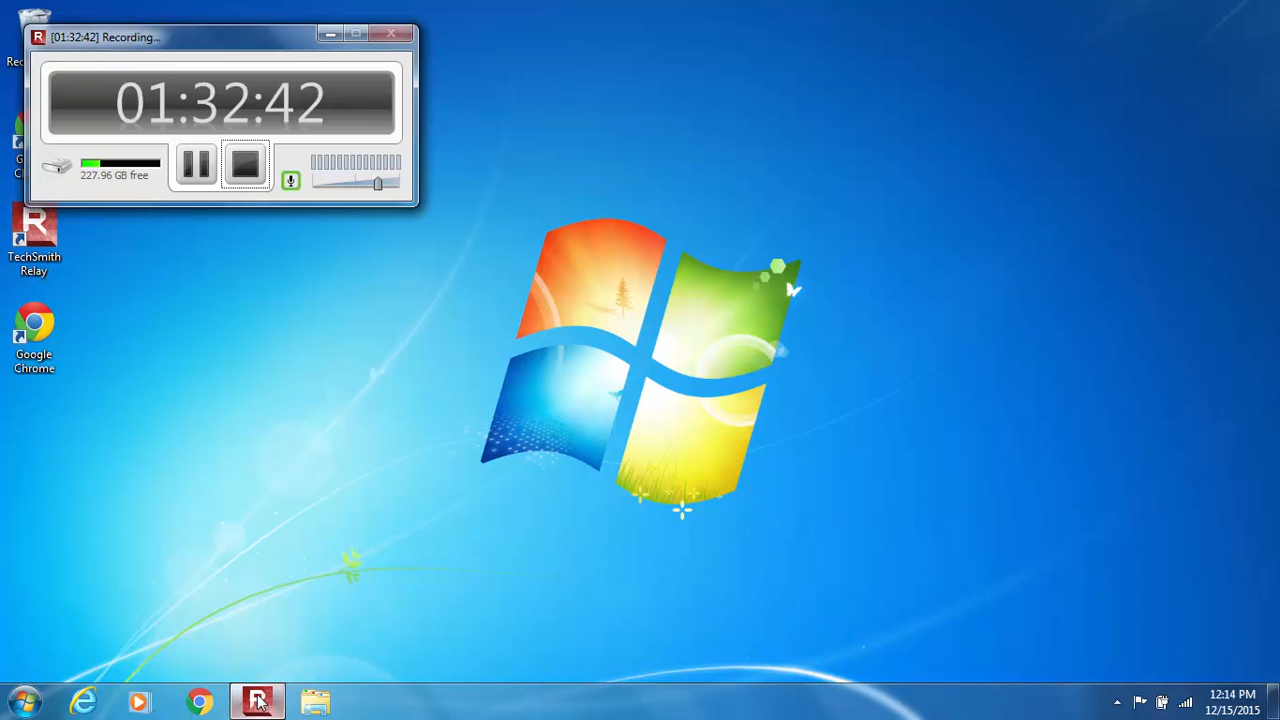 [01:32:42] Recording...
01:32:42
227.96 GB free
TechSmith
Relay
Google
Chrome
12:14 PM
12/15/2015